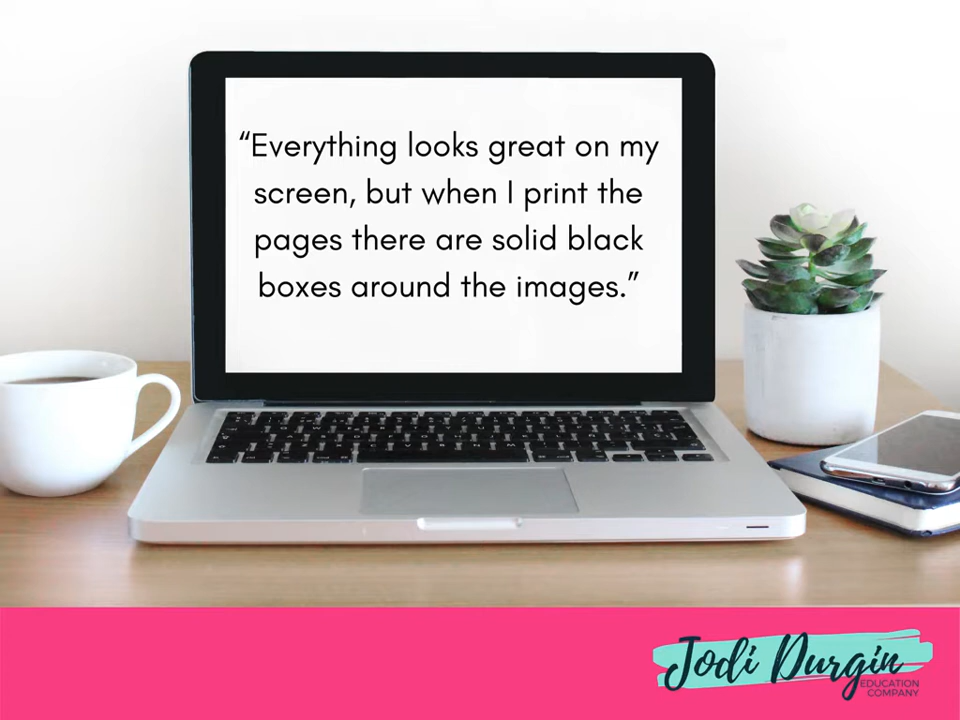 “Everything looks great on my
screen, but when I print the
pages there are solid black
boxes around the images.”
Jodi Durgin
EDUCATION
COMPANY